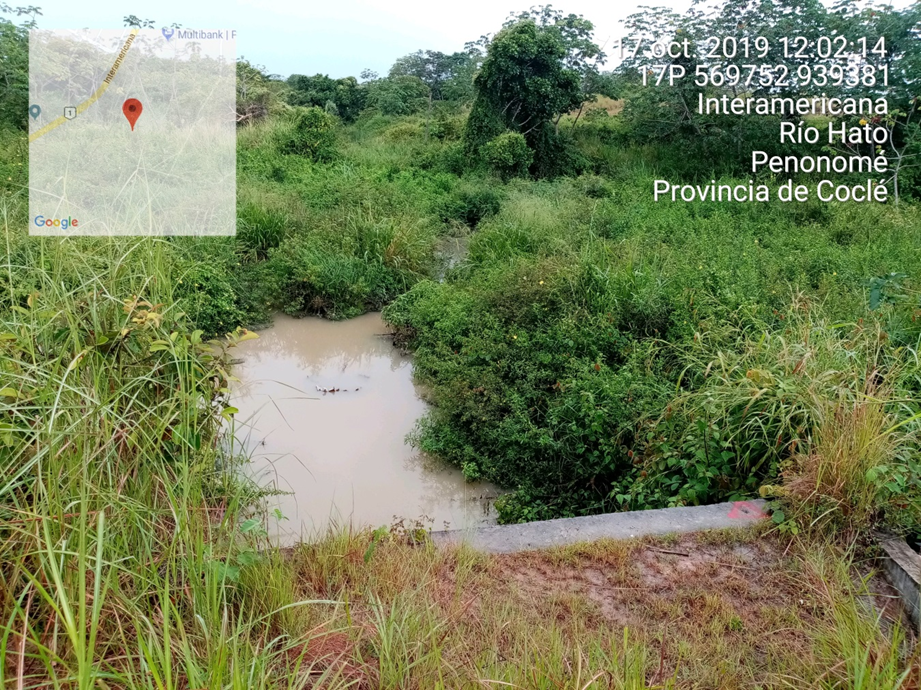 Interamericana
Multibank | P
1
Google
17 oct. 2019 12:02:14
17P 569752 939381
Interamericana
Río Hato
Penonomé
Provincia de Coclé